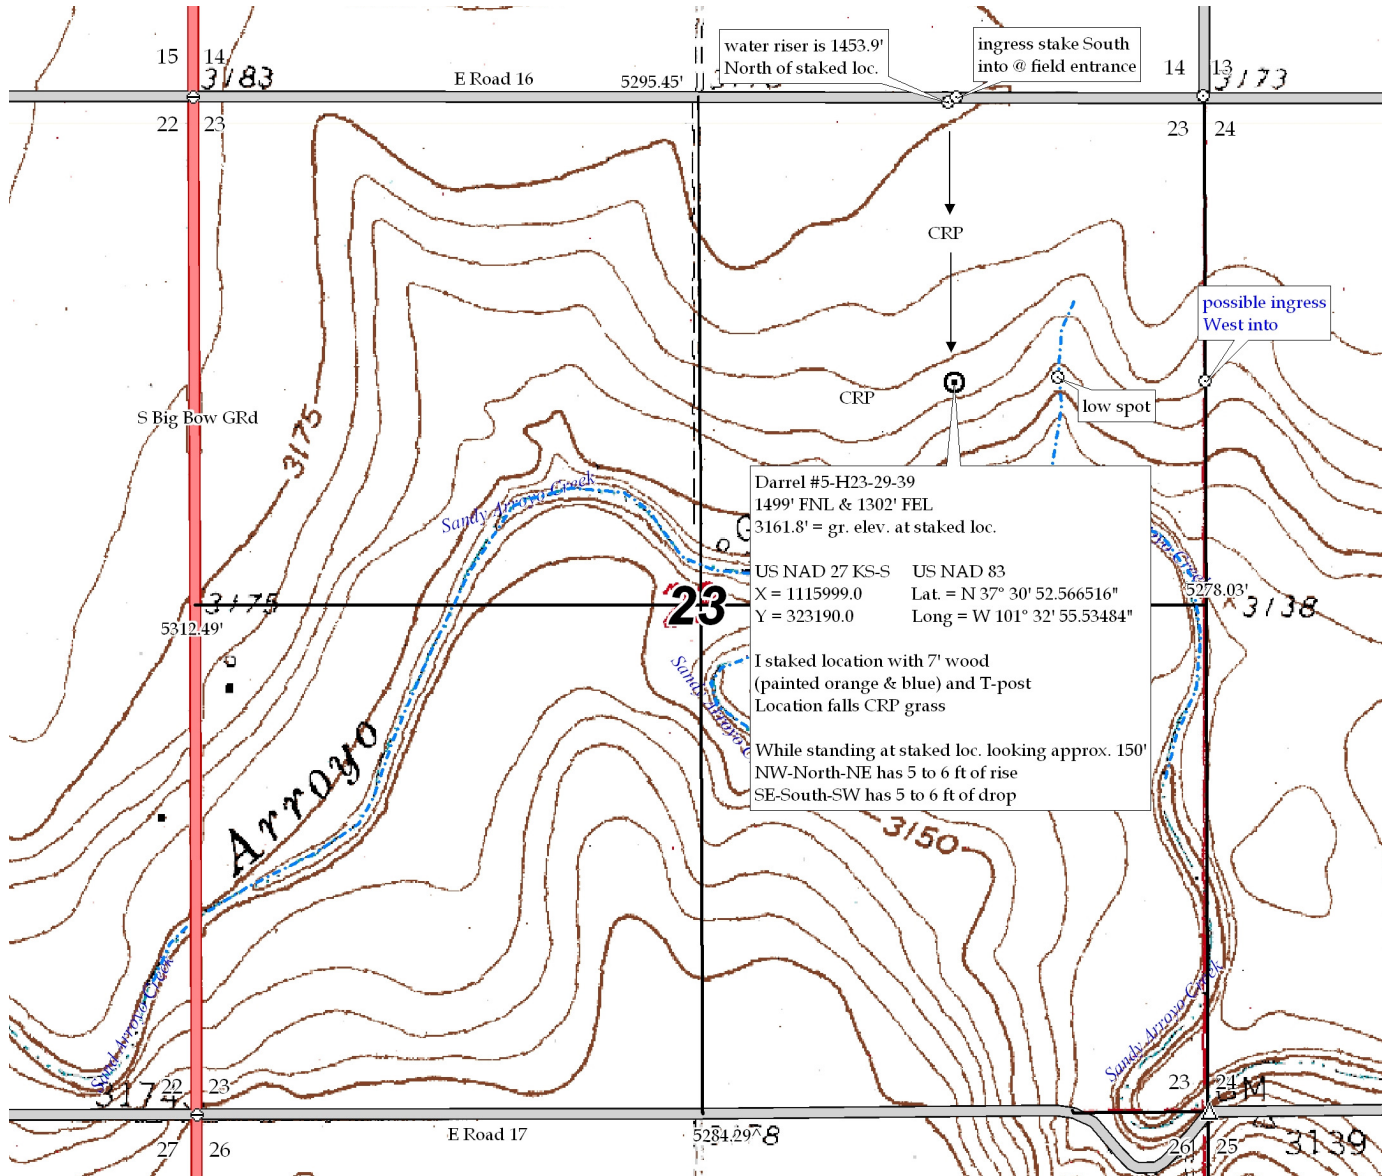 water riser is 1453.9'
North of staked loc.
ingress stake South
into @ field entrance
15
14
3183
E Road 16
5295.45'
14
13
3173
22
23
23
24
CRP
possible ingress
West into
S Big Bow GRd
3175
CRP
low spot
Sandy Arroyo Creek
Darrel #5-H23-29-39
1499' FNL & 1302' FEL
3161.8' = gr. elev. at staked loc.
US NAD 27 KS-S
US NAD 83
X = 1115999.0
Lat. = N 37° 30' 52.566516"
Y = 323190.0
Long = W 101° 32' 55.53484"
I staked location with 7' wood
(painted orange & blue) and T-post
Location falls CRP grass
While standing at staked loc. looking approx. 150'
NW-North-NE has 5 to 6 ft of rise
SE-South-SW has 5 to 6 ft of drop
3175
5312.49'
23
5278.03'
3138
Sandy Arroyo
Arroyo
3150
Sand Arroyo Creek
Sandy Arroyo Creek
3174
22
23
23
24
BM
E Road 17
5284.29'
78
27
26
26
25
3139